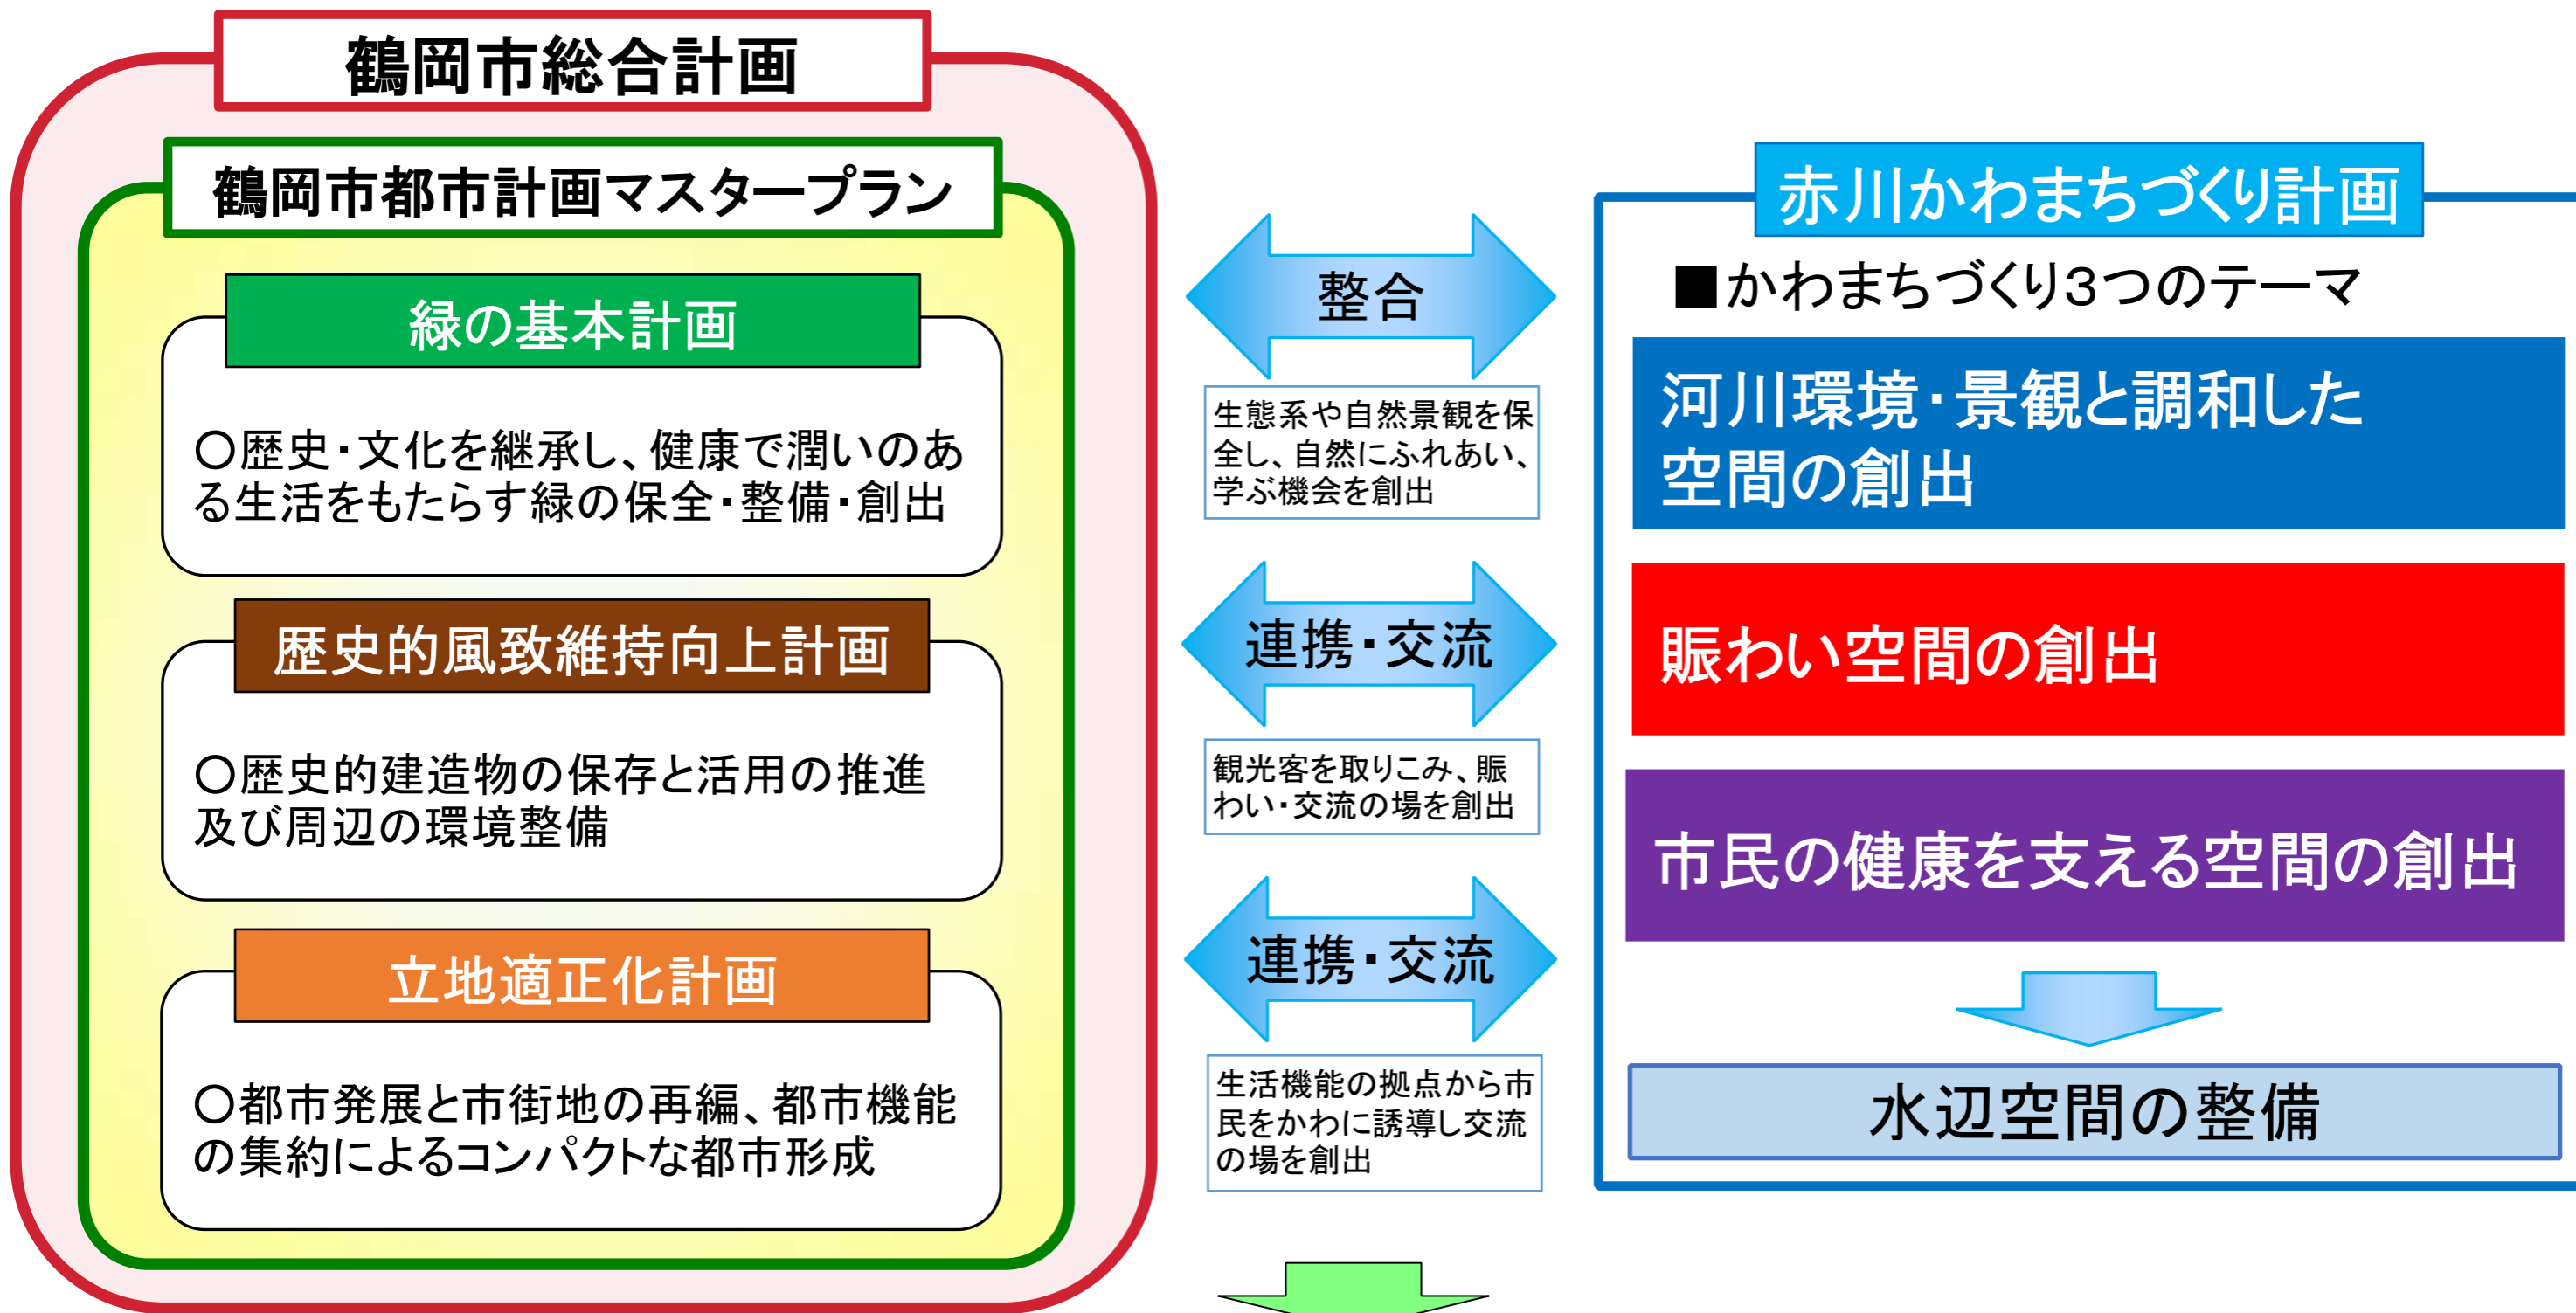 鶴岡市総合計画
鶴岡市都市計画マスタープラン
緑の基本計画
〇歴史・文化を継承し、健康で潤いのあ
る生活をもたらす緑の保全・整備・創出
歴史的風致維持向上計画
〇歴史的建造物の保存と活用の推進
及び周辺の環境整備
立地適正化計画
〇都市発展と市街地の再編、都市機能
の集約によるコンパクトな都市形成
整合
生態系や自然景観を保
全し、自然にふれあい、
学ぶ機会を創出
連携・交流
観光客を取りこみ、賑
わい・交流の場を創出
連携・交流
生活機能の拠点から市
民をかわに誘導し交流
の場を創出
赤川かわまちづくり計画
■かわまちづくり3つのテーマ
河川環境・景観と調和した
空間の創出
賑わい空間の創出
市民の健康を支える空間の創出
水辺空間の整備